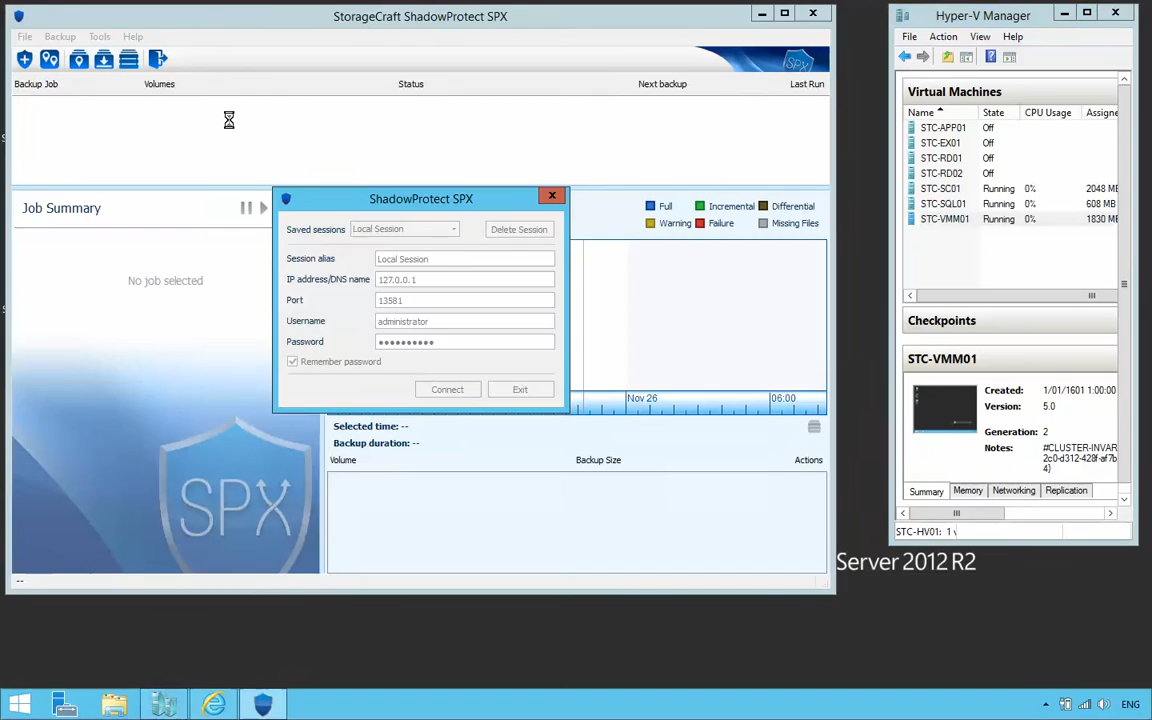 StorageCraft ShadowProtect SPX
File Backup Tools Help
SPX
Backup Job Volumes Status Next backup Last Run
Job Summary
No job selected
SPX
--
Full Incremental Differential
Warning Failure Missing Files
Nov 26 06:00
Selected time: --
Backup duration: --
Volume Backup Size Actions
ShadowProtect SPX
Saved sessions Local Session Delete Session
Session alias Local Session
IP address/DNS name 127.0.0.1
Port 13581
Username administrator
Password ●●●●●●●●●●
Remember password
Connect Exit
Hyper-V Manager
File Action View Help
Virtual Machines
Name State CPU Usage Assigne
STC-APP01 Off
STC-EX01 Off
STC-RD01 Off
STC-RD02 Off
STC-SC01 Running 0% 2048 MB
STC-SQL01 Running 0% 608 MB
STC-VMM01 Running 0% 1830 MB
Checkpoints
STC-VMM01
Created: 1/01/1601 1:00:00
Version: 5.0
Generation: 2
Notes: #CLUSTER-INVAR
2c0-d312-428f-af7b
4}
Summary Memory Networking Replication
STC-HV01: 1 v
Server 2012 R2
ENG